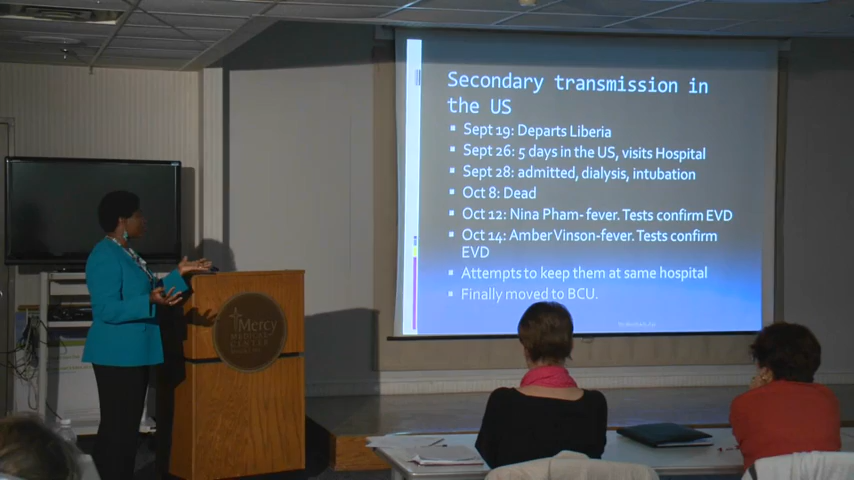 Secondary transmission in
the US
▪ Sept 19: Departs Liberia
▪ Sept 26: 5 days in the US, visits Hospital
▪ Sept 28: admitted, dialysis, intubation
▪ Oct 8: Dead
▪ Oct 12: Nina Pham- fever. Tests confirm EVD
▪ Oct 14: Amber Vinson-fever. Tests confirm
EVD
▪ Attempts to keep them at same hospital
▪ Finally moved to BCU.
Mercy
MEDICAL
CENTER